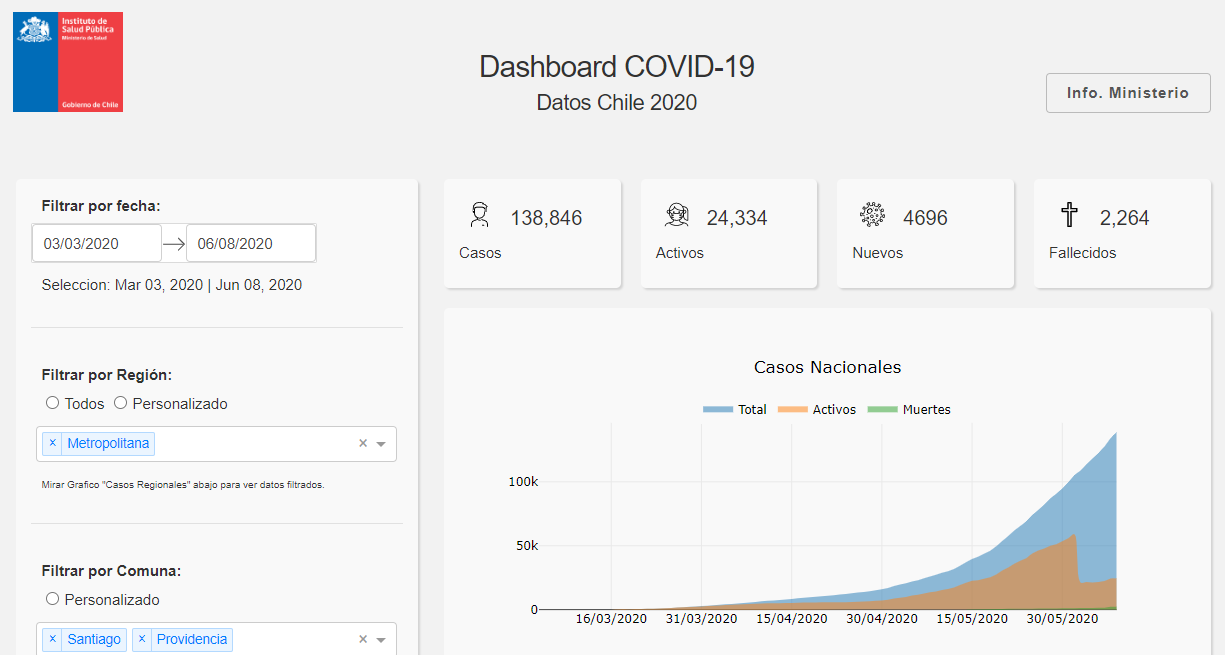 Instituto de
Salud Pública
Ministerio de Salud
Gobierno de Chile
Dashboard COVID-19
Datos Chile 2020
Info. Ministerio
Filtrar por fecha:
03/03/2020
06/08/2020
Seleccion: Mar 03, 2020 | Jun 08, 2020
Filtrar por Región:
Todos Personalizado
× Metropolitana ×
Mirar Grafico "Casos Regionales" abajo para ver datos filtrados.
Filtrar por Comuna:
Personalizado
× Santiago × Providencia ×
138,846
Casos
24,334
Activos
4696
Nuevos
2,264
Fallecidos
Casos Nacionales
Total Activos Muertes
100k
50k
0
16/03/2020 31/03/2020 15/04/2020 30/04/2020 15/05/2020 30/05/2020